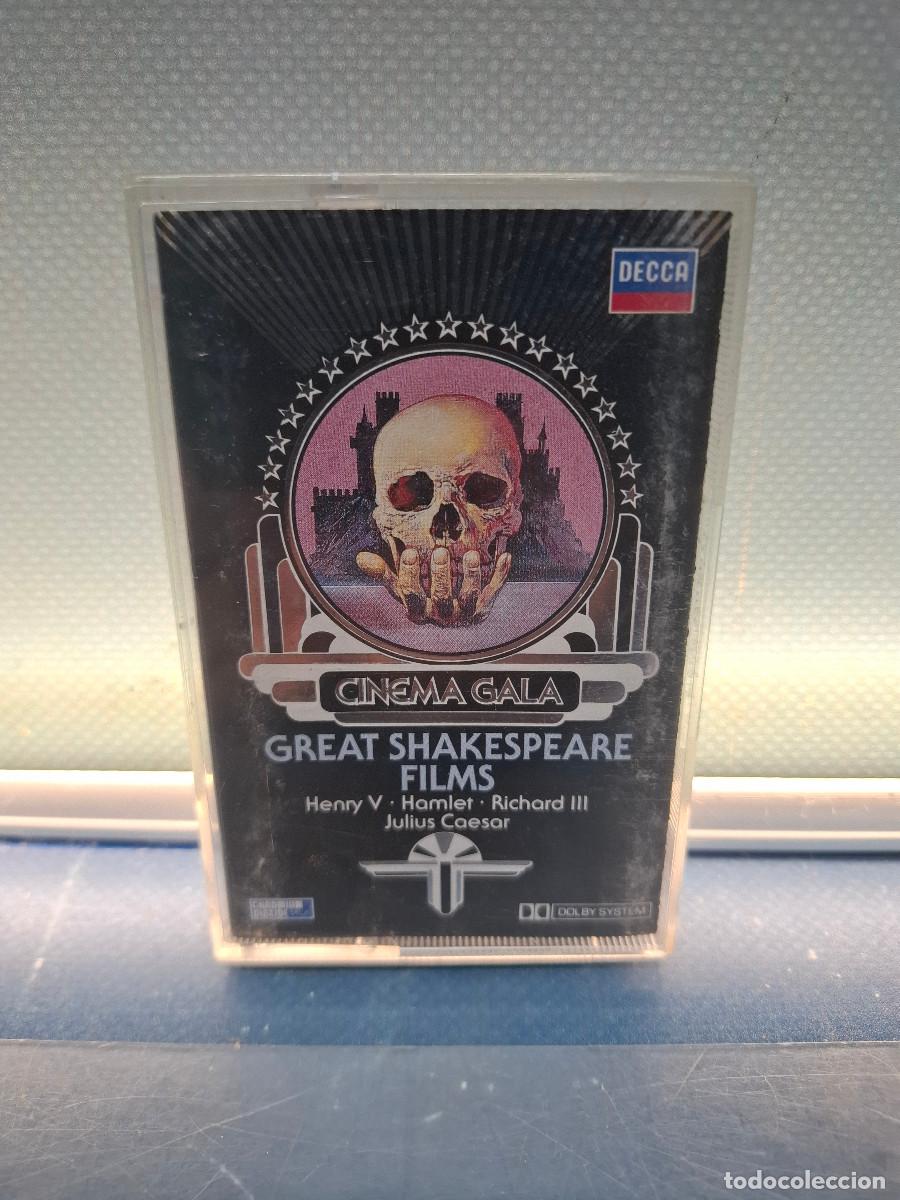 DECCA
CINEMA GALA
GREAT SHAKESPEARE
FILMS
Henry V · Hamlet · Richard III
Julius Caesar
DOLBY SYSTEM
todocoleccion